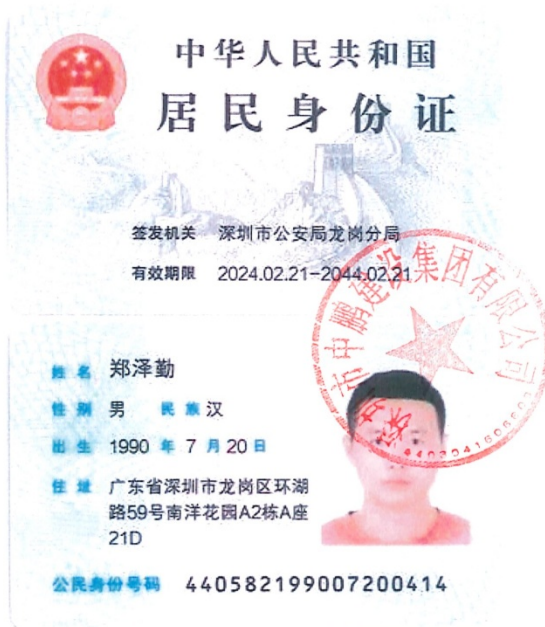 中华人民共和国
居民身份证
签发机关 深圳市公安局龙岗分局
有效期限 2024.02.21-2044.02.21
姓名 郑泽勤
性别 男 民族 汉
出生 1990 年 7 月 20 日
住址 广东省深圳市龙岗区环湖
路59号南洋花园A2栋A座
21D
公民身份号码 440582199007200414
市中鹏建设集团有限公司